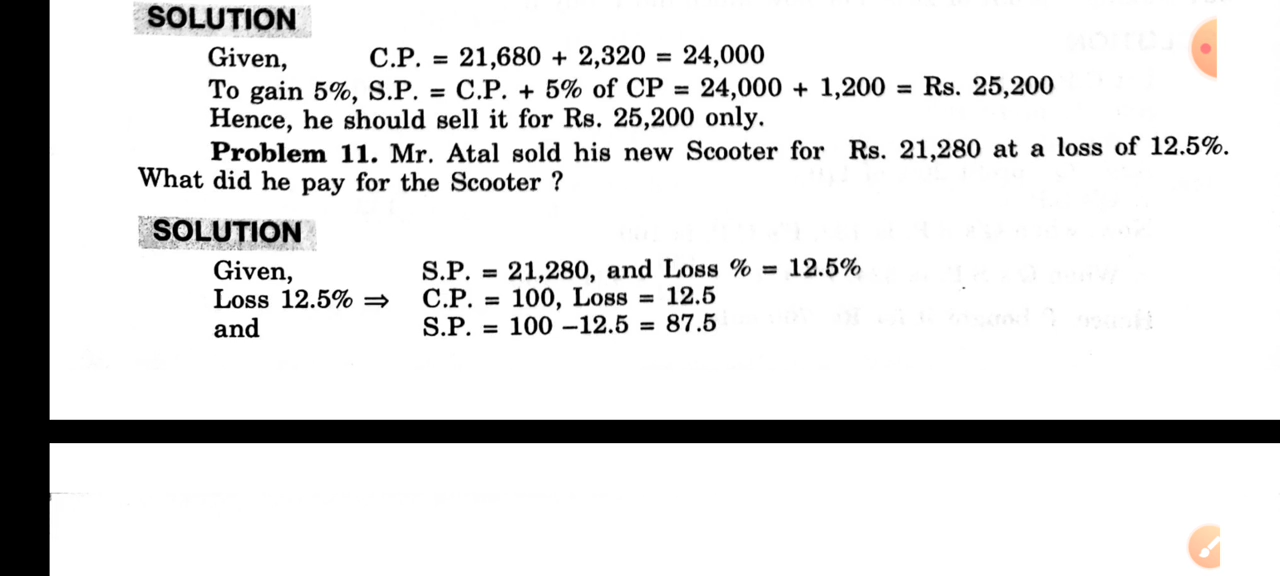 SOLUTION
Given, C.P. = 21,680 + 2,320 = 24,000
To gain 5%, S.P. = C.P. + 5% of CP = 24,000 + 1,200 = Rs. 25,200
Hence, he should sell it for Rs. 25,200 only.
Problem 11. Mr. Atal sold his new Scooter for Rs. 21,280 at a loss of 12.5%.
What did he pay for the Scooter ?
SOLUTION
Given, S.P. = 21,280, and Loss % = 12.5%
Loss 12.5% ⇒ C.P. = 100, Loss = 12.5
and S.P. = 100 –12.5 = 87.5